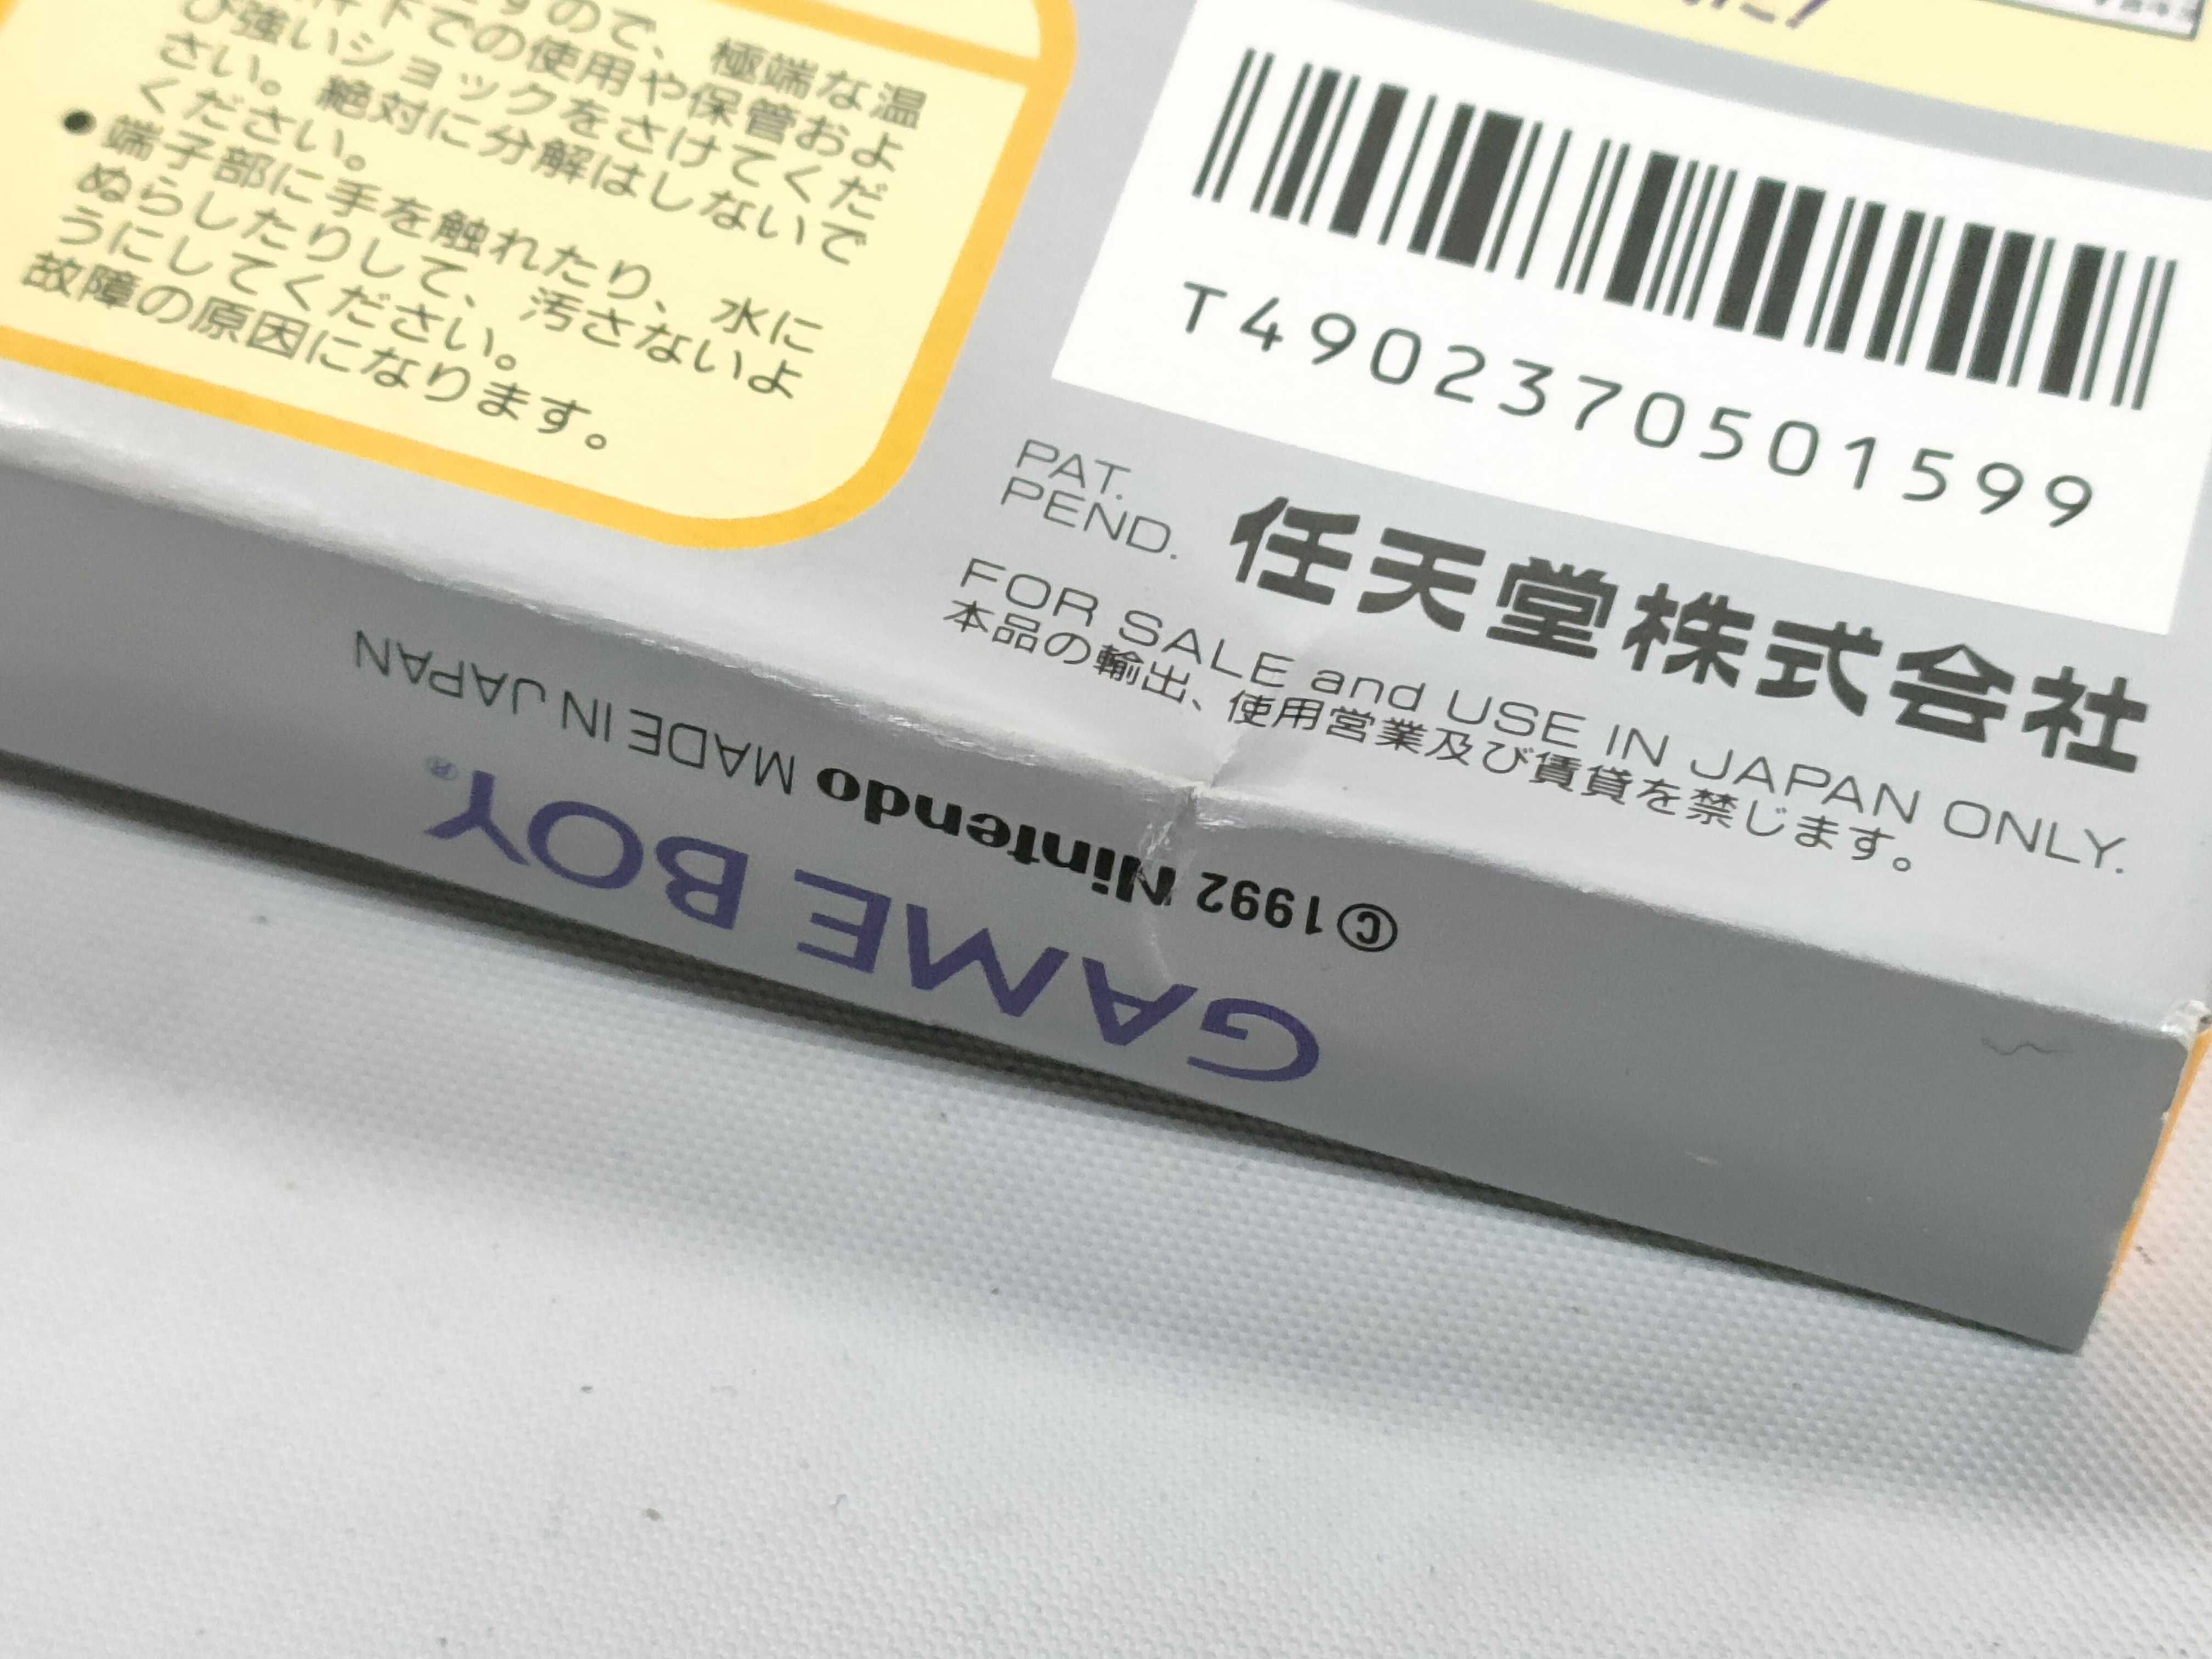 極端な温
下での使用や保管およ
び強いショックをさけてくだ
さい。絶対に分解はしないで
ください。
●端子部に手を触れたり、水に
ぬらしたりして、汚さないよ
うにしてください。
故障の原因になります。
T4902370501599
PAT.
PEND.
任天堂株式会社
FOR SALE and USE IN JAPAN ONLY.
本品の輸出、使用営業及び賃貸を禁じます。
©1992 Nintendo MADE IN JAPAN
GAME BOY®